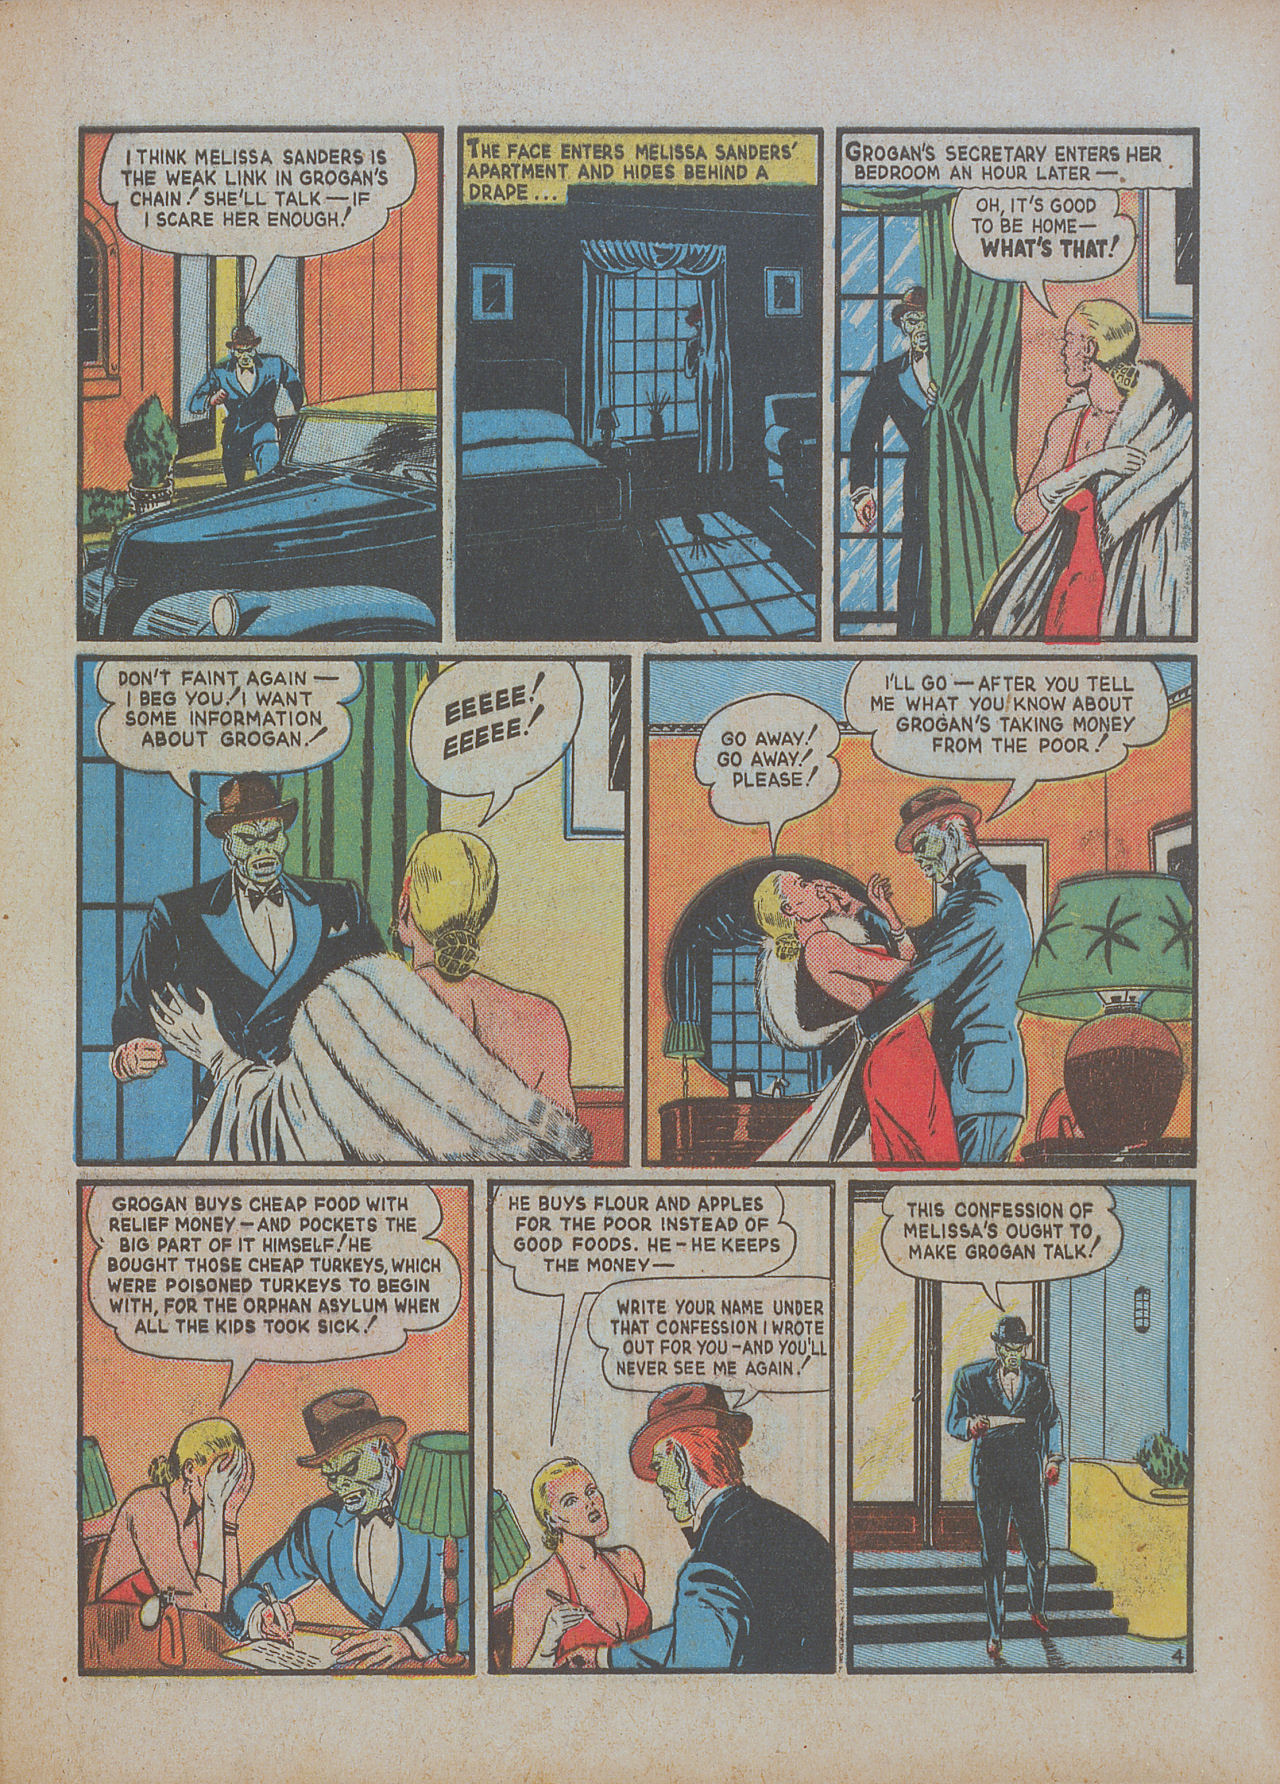 I THINK MELISSA SANDERS IS
THE WEAK LINK IN GROGAN'S
CHAIN! SHE'LL TALK — IF
I SCARE HER ENOUGH!
THE FACE ENTERS MELISSA SANDERS'
APARTMENT AND HIDES BEHIND A
DRAPE...
GROGAN'S SECRETARY ENTERS HER
BEDROOM AN HOUR LATER —
OH, IT'S GOOD
TO BE HOME—
WHAT'S THAT!
DON'T FAINT AGAIN —
I BEG YOU! I WANT
SOME INFORMATION
ABOUT GROGAN!
EEEEE!
EEEEE!
GO AWAY!
GO AWAY!
PLEASE!
I'LL GO — AFTER YOU TELL
ME WHAT YOU KNOW ABOUT
GROGAN'S TAKING MONEY
FROM THE POOR!
GROGAN BUYS CHEAP FOOD WITH
RELIEF MONEY — AND POCKETS THE
BIG PART OF IT HIMSELF! HE
BOUGHT THOSE CHEAP TURKEYS, WHICH
WERE POISONED TURKEYS TO BEGIN
WITH, FOR THE ORPHAN ASYLUM WHEN
ALL THE KIDS TOOK SICK!
HE BUYS FLOUR AND APPLES
FOR THE POOR INSTEAD OF
GOOD FOODS. HE — HE KEEPS
THE MONEY —
WRITE YOUR NAME UNDER
THAT CONFESSION I WROTE
OUT FOR YOU — AND YOU'LL
NEVER SEE ME AGAIN!
THIS CONFESSION OF
MELISSA'S OUGHT TO
MAKE GROGAN TALK!
4